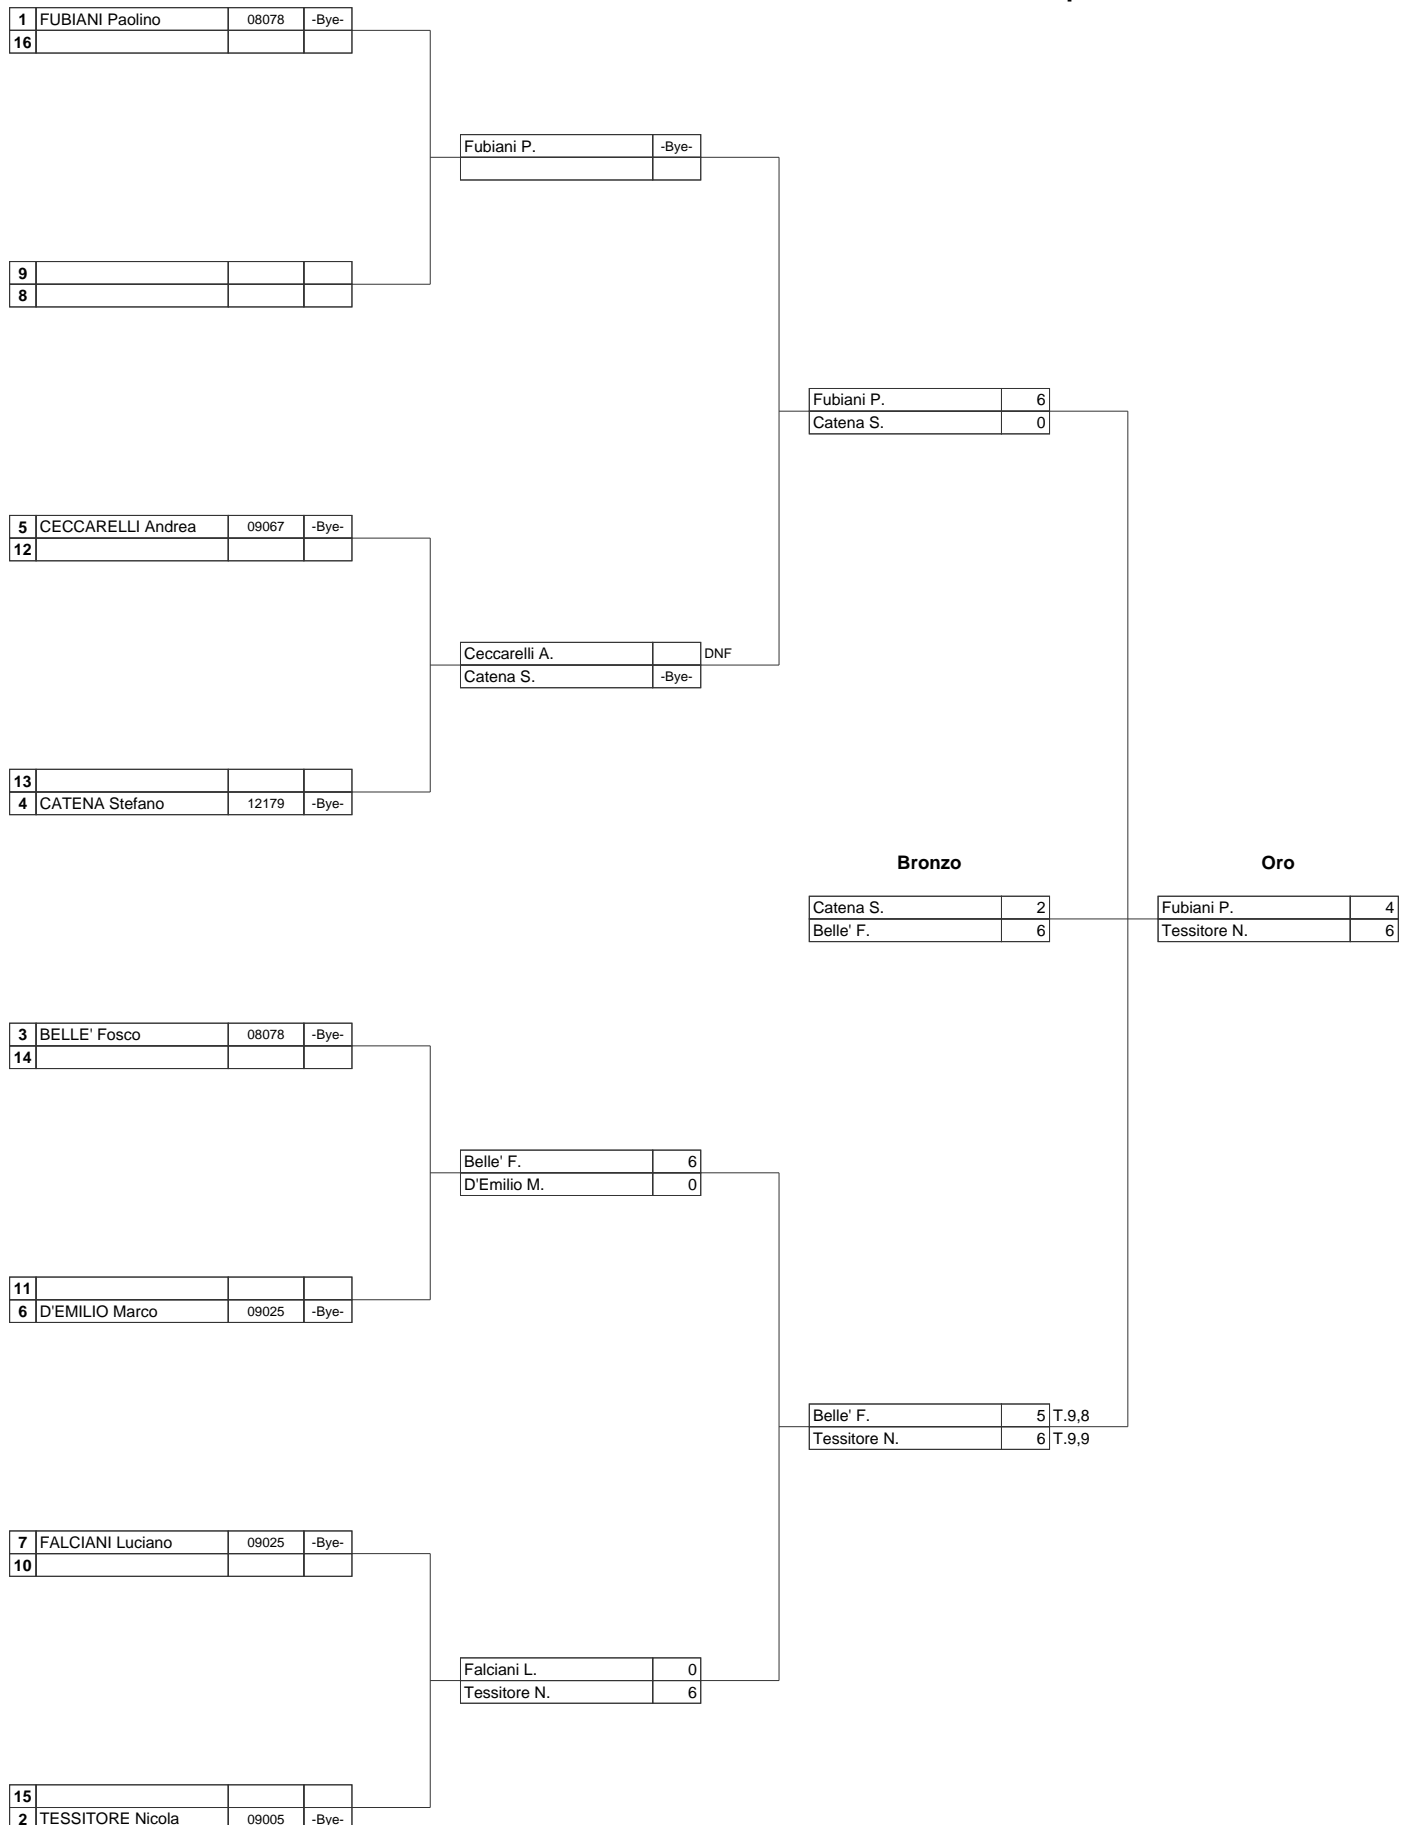 1 FUBIANI Paolino 08078 -Bye-
16
Fubiani P. -Bye-
9
8
Fubiani P. 6
Catena S. 0
5 CECCARELLI Andrea 09067 -Bye-
12
Ceccarelli A. DNF
Catena S. -Bye-
13
4 CATENA Stefano 12179 -Bye-
Bronzo Oro
Catena S. 2 Fubiani P. 4
Belle' F. 6 Tessitore N. 6
3 BELLE' Fosco 08078 -Bye-
14
Belle' F. 6
D'Emilio M. 0
11
6 D'EMILIO Marco 09025 -Bye-
Belle' F. 5 T.9,8
Tessitore N. 6 T.9,9
7 FALCIANI Luciano 09025 -Bye-
10
Falciani L. 0
Tessitore N. 6
15
2 TESSITORE Nicola 09005 -Bye-